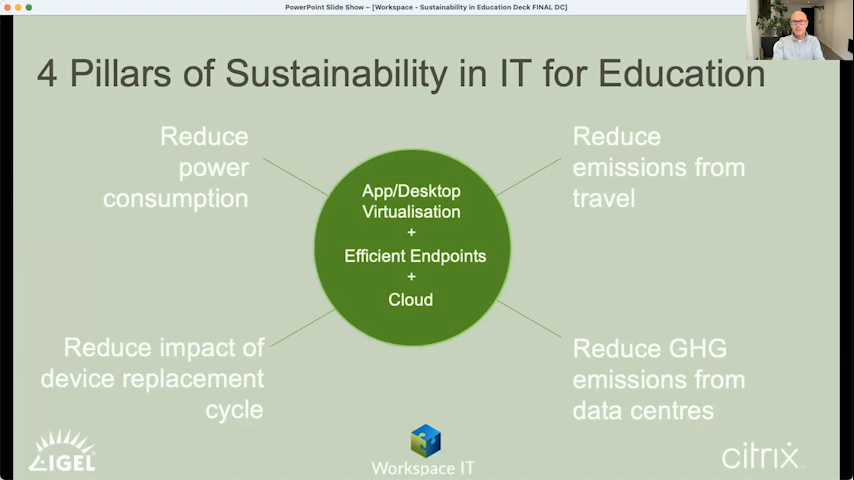 PowerPoint Slide Show – [Workspace - Sustainability in Education Deck FINAL DC]
4 Pillars of Sustainability in IT for Education
Reduce
power
consumption
Reduce
emissions from
travel
App/Desktop
Virtualisation
+
Efficient Endpoints
+
Cloud
Reduce impact of
device replacement
cycle
Reduce GHG
emissions from
data centres
IGEL
Workspace IT
citrix